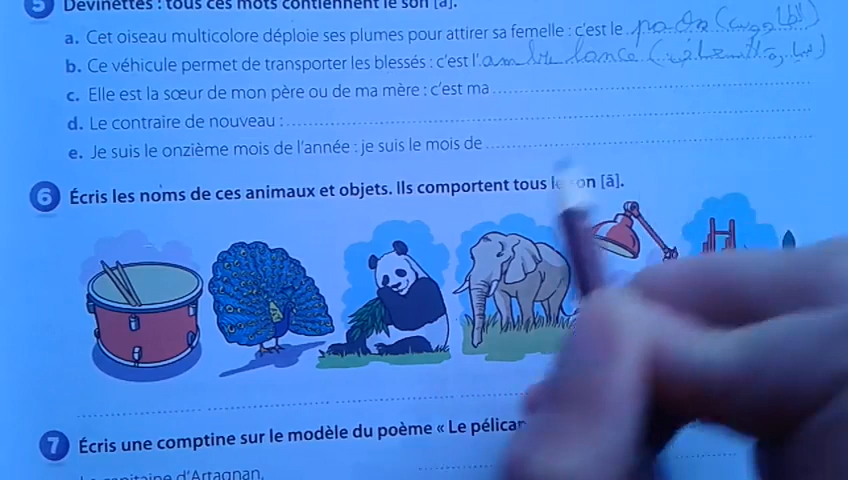 5 Devinettes : tous ces mots contiennent le son [ã].
a. Cet oiseau multicolore déploie ses plumes pour attirer sa femelle : c'est le
b. Ce véhicule permet de transporter les blessés : c'est l'
c. Elle est la sœur de mon père ou de ma mère : c'est ma
d. Le contraire de nouveau :
e. Je suis le onzième mois de l'année : je suis le mois de
6 Écris les noms de ces animaux et objets. Ils comportent tous le son [ã].
7 Écris une comptine sur le modèle du poème « Le
d'Artagnan,